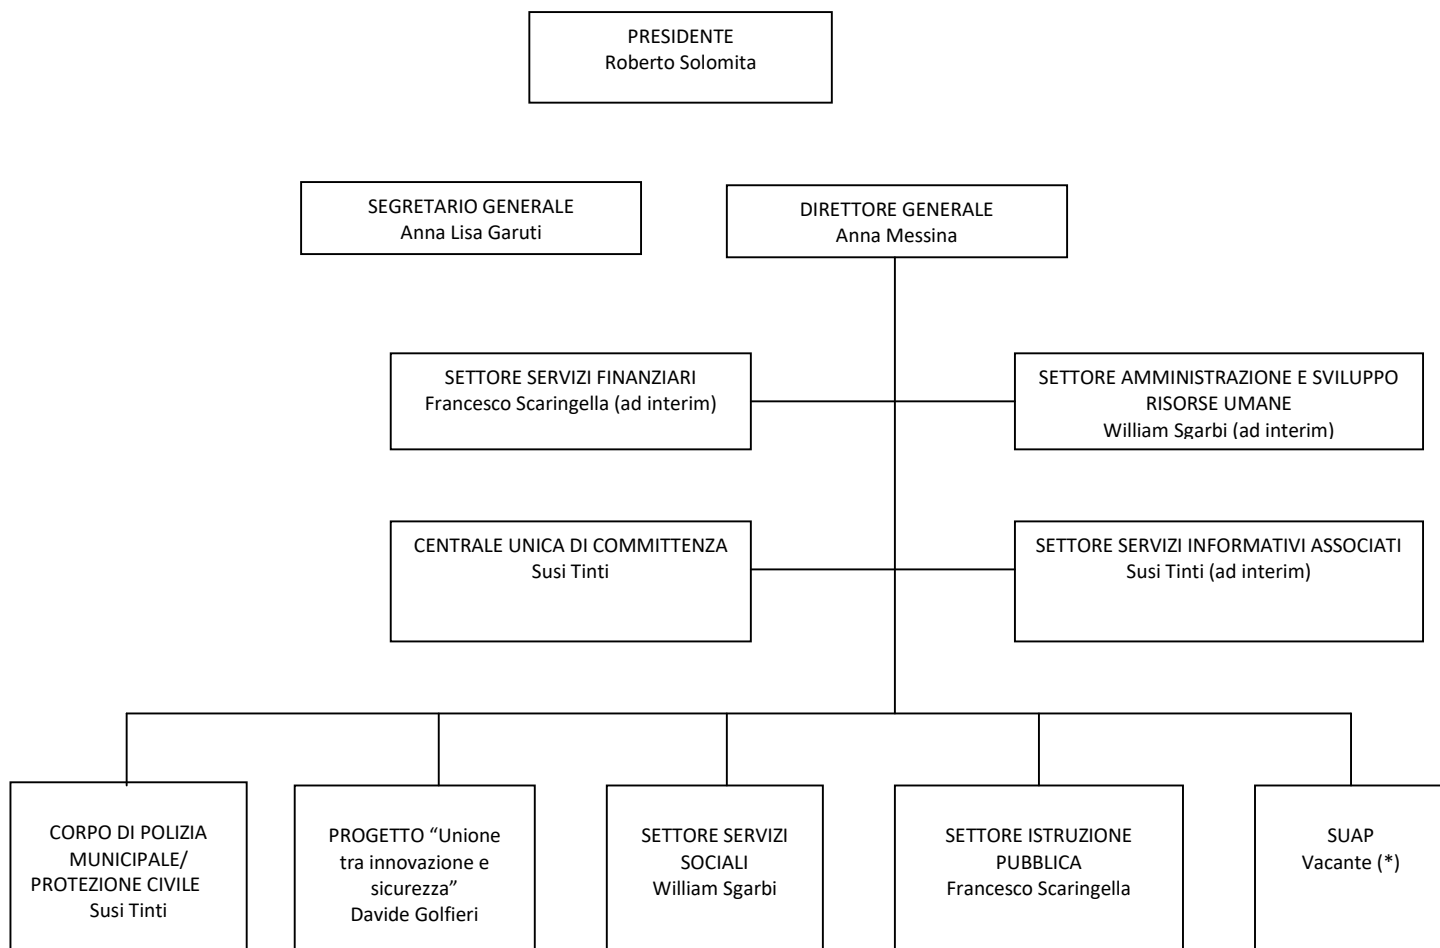 PRESIDENTE
Roberto Solomita
SEGRETARIO GENERALE
Anna Lisa Garuti
DIRETTORE GENERALE
Anna Messina
SETTORE SERVIZI FINANZIARI
Francesco Scaringella (ad interim)
SETTORE AMMINISTRAZIONE E SVILUPPO
RISORSE UMANE
William Sgarbi (ad interim)
CENTRALE UNICA DI COMMITTENZA
Susi Tinti
SETTORE SERVIZI INFORMATIVI ASSOCIATI
Susi Tinti (ad interim)
CORPO DI POLIZIA
MUNICIPALE/
PROTEZIONE CIVILE
Susi Tinti
PROGETTO “Unione
tra innovazione e
sicurezza”
Davide Golfieri
SETTORE SERVIZI
SOCIALI
William Sgarbi
SETTORE ISTRUZIONE
PUBBLICA
Francesco Scaringella
SUAP
Vacante (*)